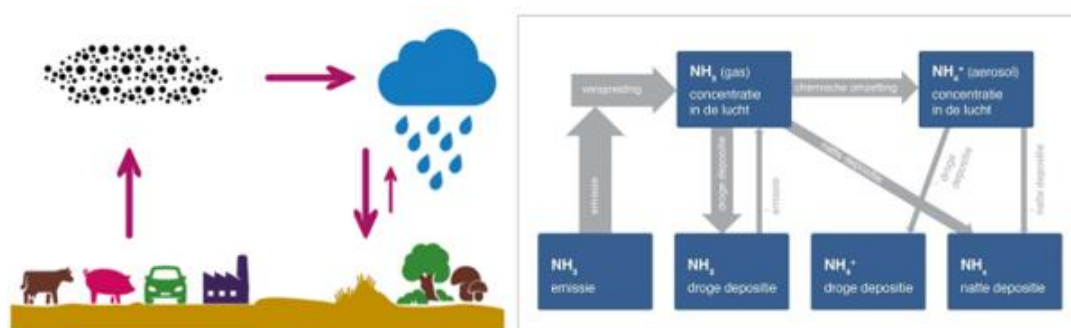 verspreiding
NH₃ (gas)
concentratie
in de lucht
chemische omzetting
NH₄⁺ (aerosol)
concentratie
in de lucht
emissie
droge depositie
emissie
natte depositie
droge
depositie
natte depositie
NH₃
emissie
NH₃
droge depositie
NH₄⁺
droge depositie
NH₄
natte depositie